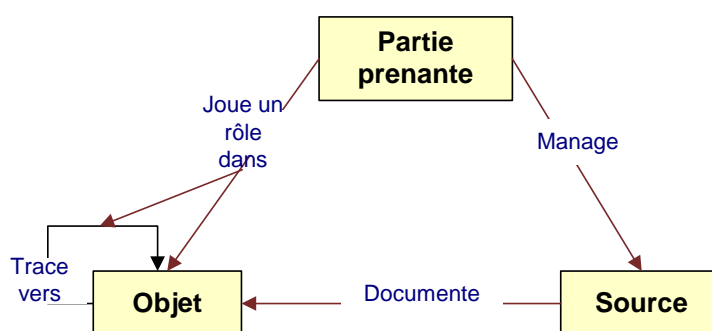 Partie
prenante
Joue un
rôle
dans
Manage
Trace
vers
Objet
Documente
Source